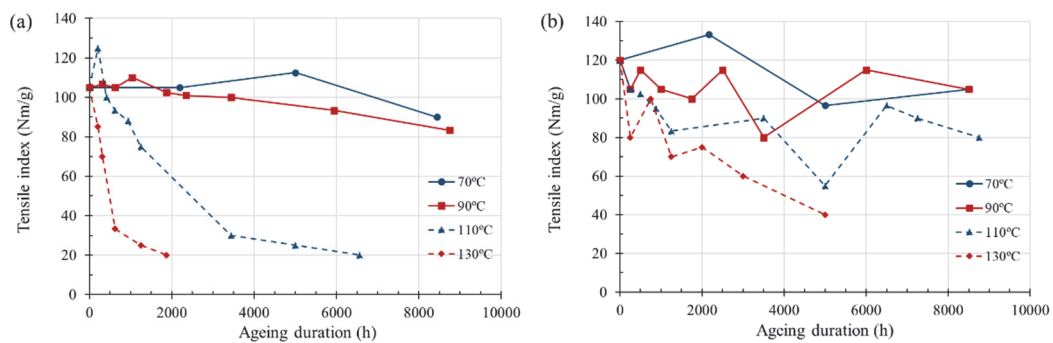 (a)
Tensile index (Nm/g)
140
120
100
80
60
40
20
0
70ºC
90ºC
110ºC
130ºC
0 2000 4000 6000 8000 10000
Ageing duration (h)
(b)
Tensile index (Nm/g)
140
120
100
80
60
40
20
0
70ºC
90ºC
110ºC
130ºC
0 2000 4000 6000 8000 10000
Ageing duration (h)